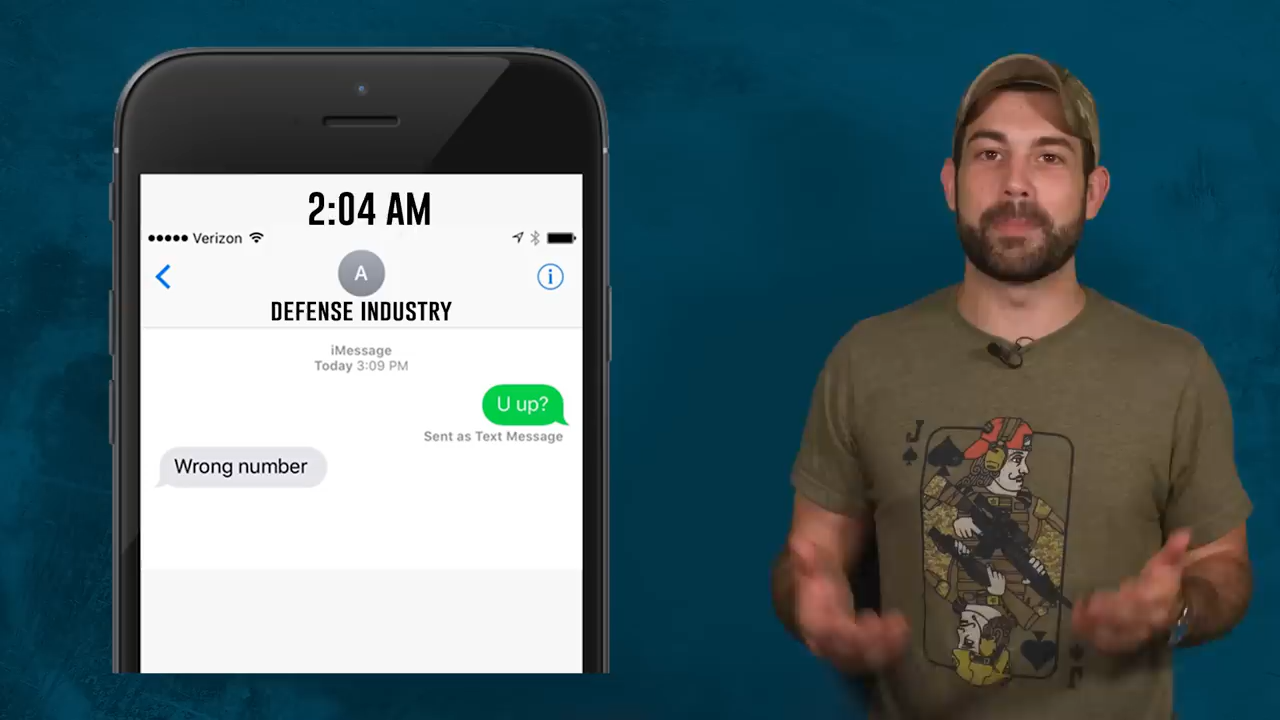 2:04 AM
Verizon
A
DEFENSE INDUSTRY
iMessage
Today 3:09 PM
U up?
Sent as Text Message
Wrong number
J
J